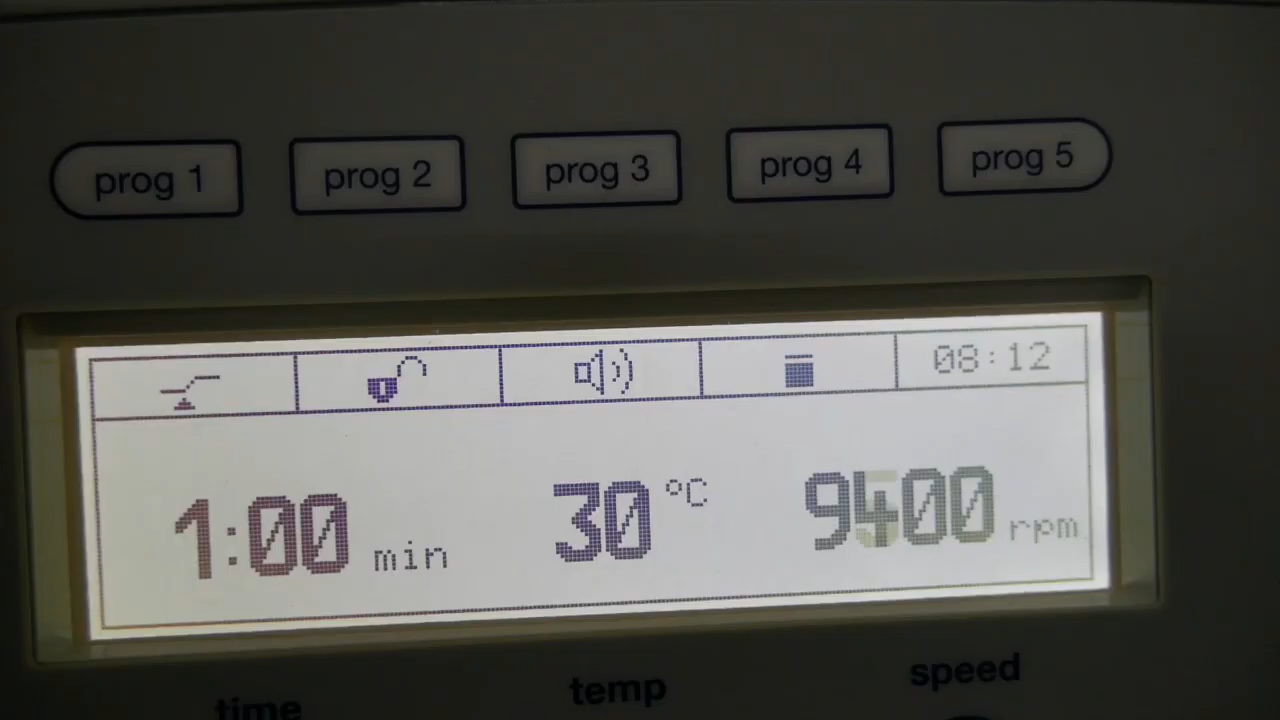 prog 1 prog 2 prog 3 prog 4 prog 5
08:12
1:00 min 30 °C 9400 rpm
time temp speed